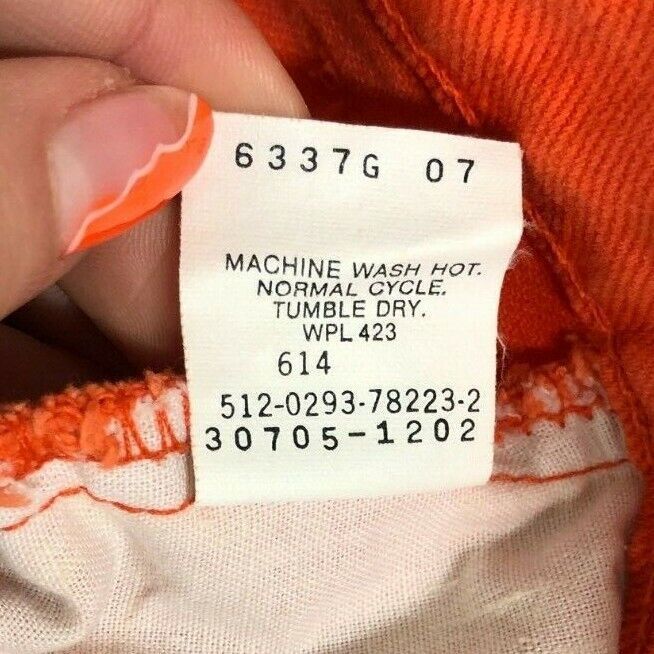 6337G 07
MACHINE WASH HOT.
NORMAL CYCLE.
TUMBLE DRY.
WPL 423
614
512-0293-78223-2
30705-1202